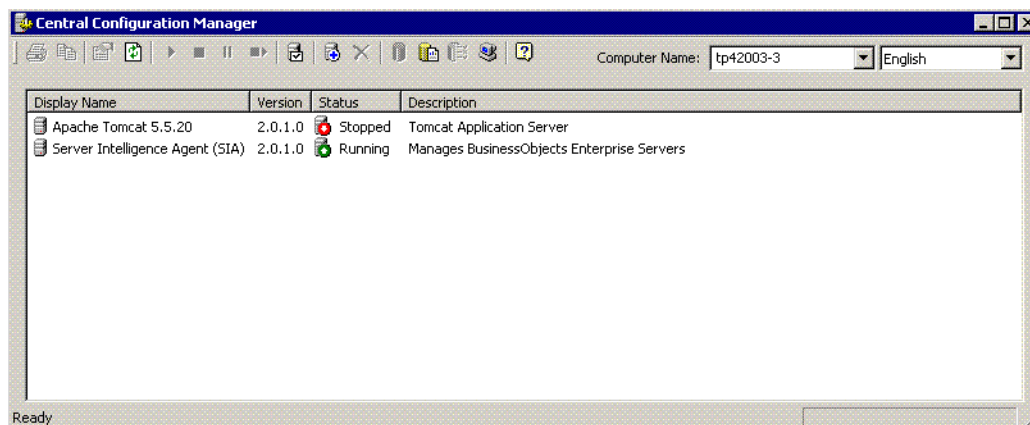 Central Configuration Manager
Computer Name: tp42003-3 English
Display Name Version Status Description
Apache Tomcat 5.5.20 2.0.1.0 Stopped Tomcat Application Server
Server Intelligence Agent (SIA) 2.0.1.0 Running Manages BusinessObjects Enterprise Servers
Ready